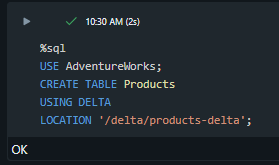 10:30 AM (2s)
%sql
USE AdventureWorks;
CREATE TABLE Products
USING DELTA
LOCATION '/delta/products-delta';
OK